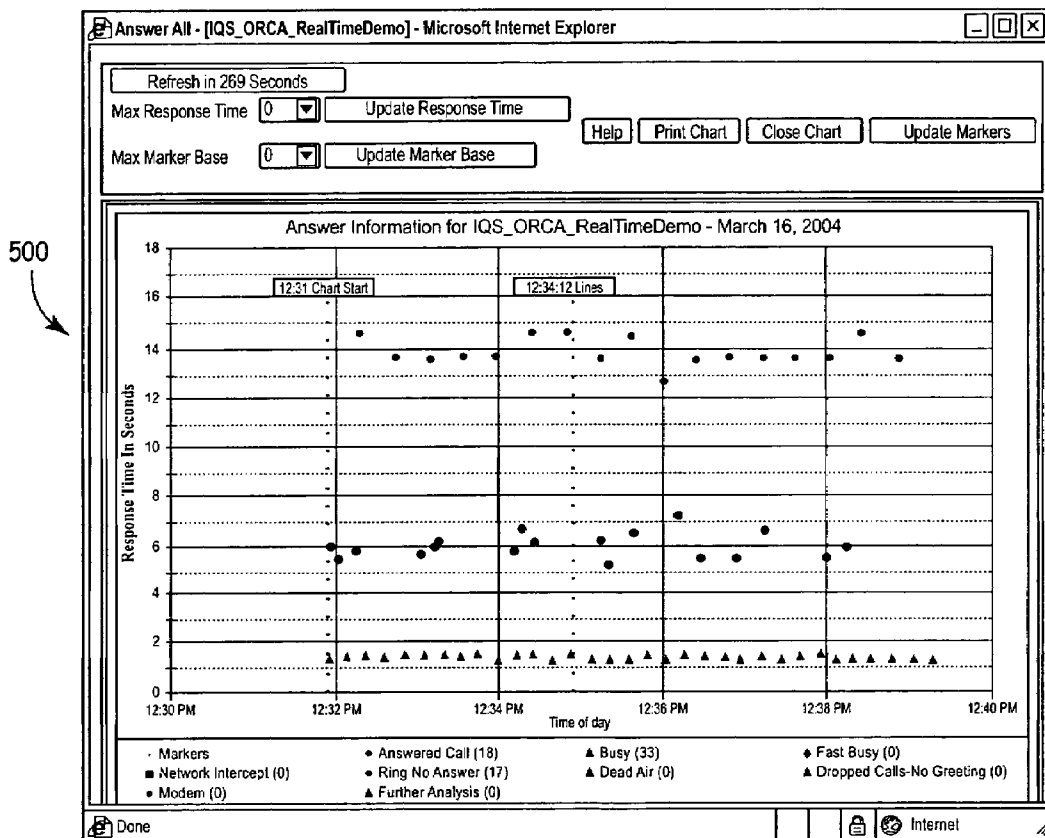 Answer All - [IQS_ORCA_RealTimeDemo] - Microsoft Internet Explorer
Refresh in 269 Seconds
Max Response Time 0 Update Response Time
Help Print Chart Close Chart Update Markers
Max Marker Base 0 Update Marker Base
500
Answer Information for IQS_ORCA_RealTimeDemo - March 16, 2004
18
12:31 Chart Start 12:34:12 Lines
16
14
12
10
8
6
4
2
0
Response Time In Seconds
12:30 PM 12:32 PM 12:34 PM 12:36 PM 12:38 PM 12:40 PM
Time of day
Markers Answered Call (18) Busy (33) Fast Busy (0)
Network Intercept (0) Ring No Answer (17) Dead Air (0) Dropped Calls-No Greeting (0)
Modem (0) Further Analysis (0)
Done Internet